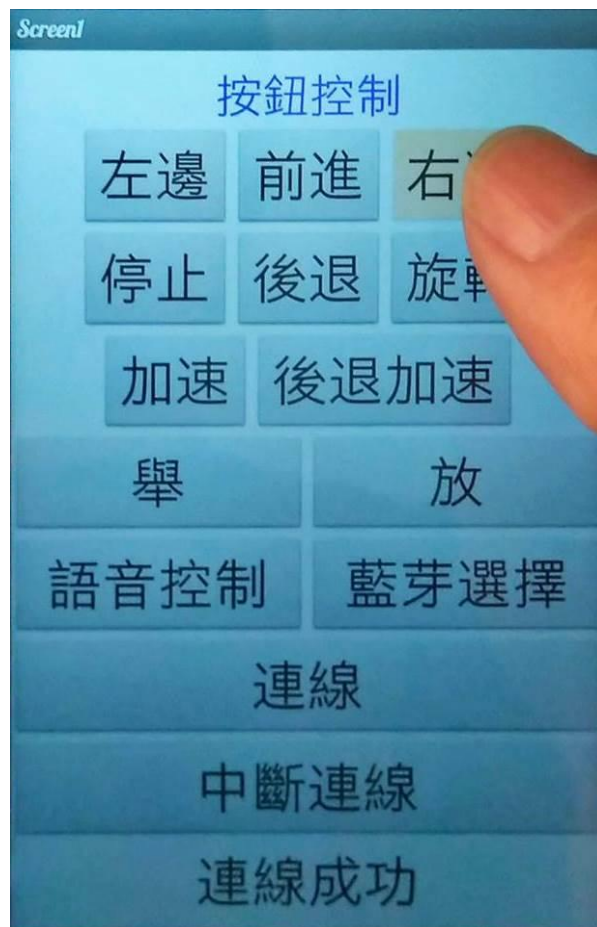 Screen1
按鈕控制
左邊 前進 右
停止 後退 旋
加速 後退加速
舉 放
語音控制 藍芽選擇
連線
中斷連線
連線成功